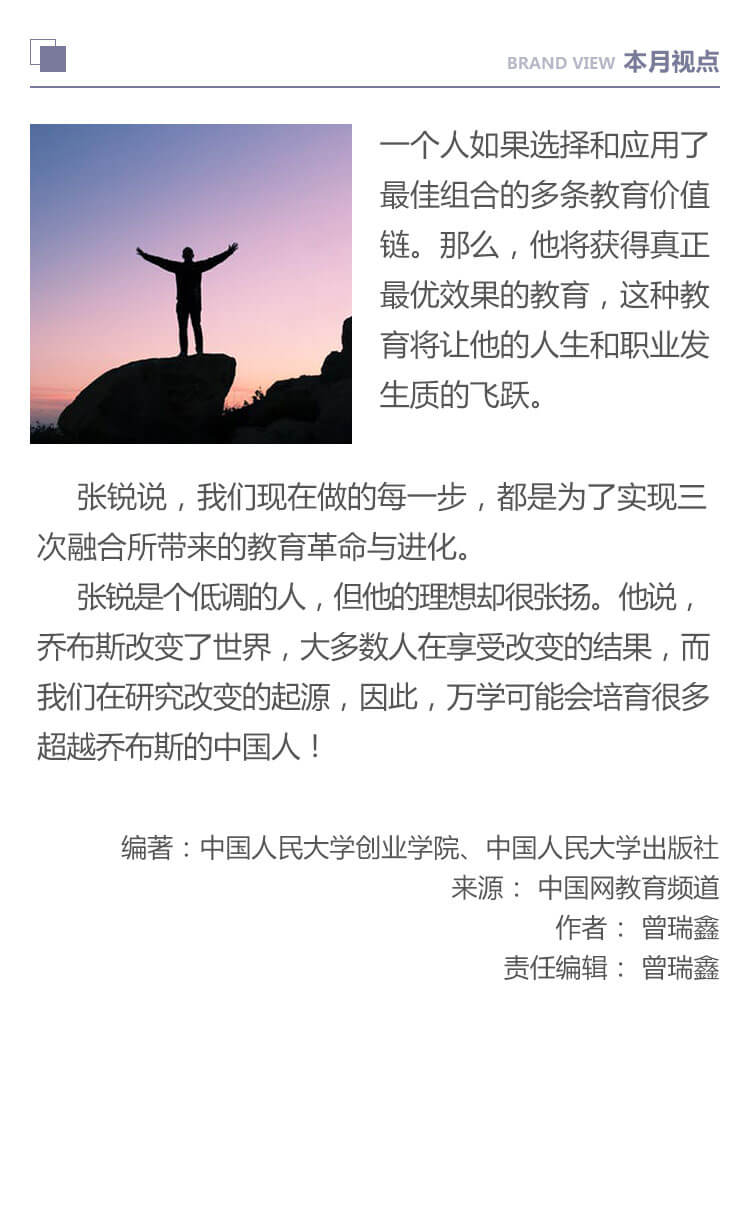 BRAND VIEW 本月视点
一个人如果选择和应用了
最佳组合的多条教育价值
链。那么，他将获得真正
最优效果的教育，这种教
育将让他的人生和职业发
生质的飞跃。
张锐说，我们现在做的每一步，都是为了实现三
次融合所带来的教育革命与进化。
张锐是个低调的人，但他的理想却很张扬。他说，
乔布斯改变了世界，大多数人在享受改变的结果，而
我们在研究改变的起源，因此，万学可能会培育很多
超越乔布斯的中国人！
编著：中国人民大学创业学院、中国人民大学出版社
来源： 中国网教育频道
作者： 曾瑞鑫
责任编辑： 曾瑞鑫